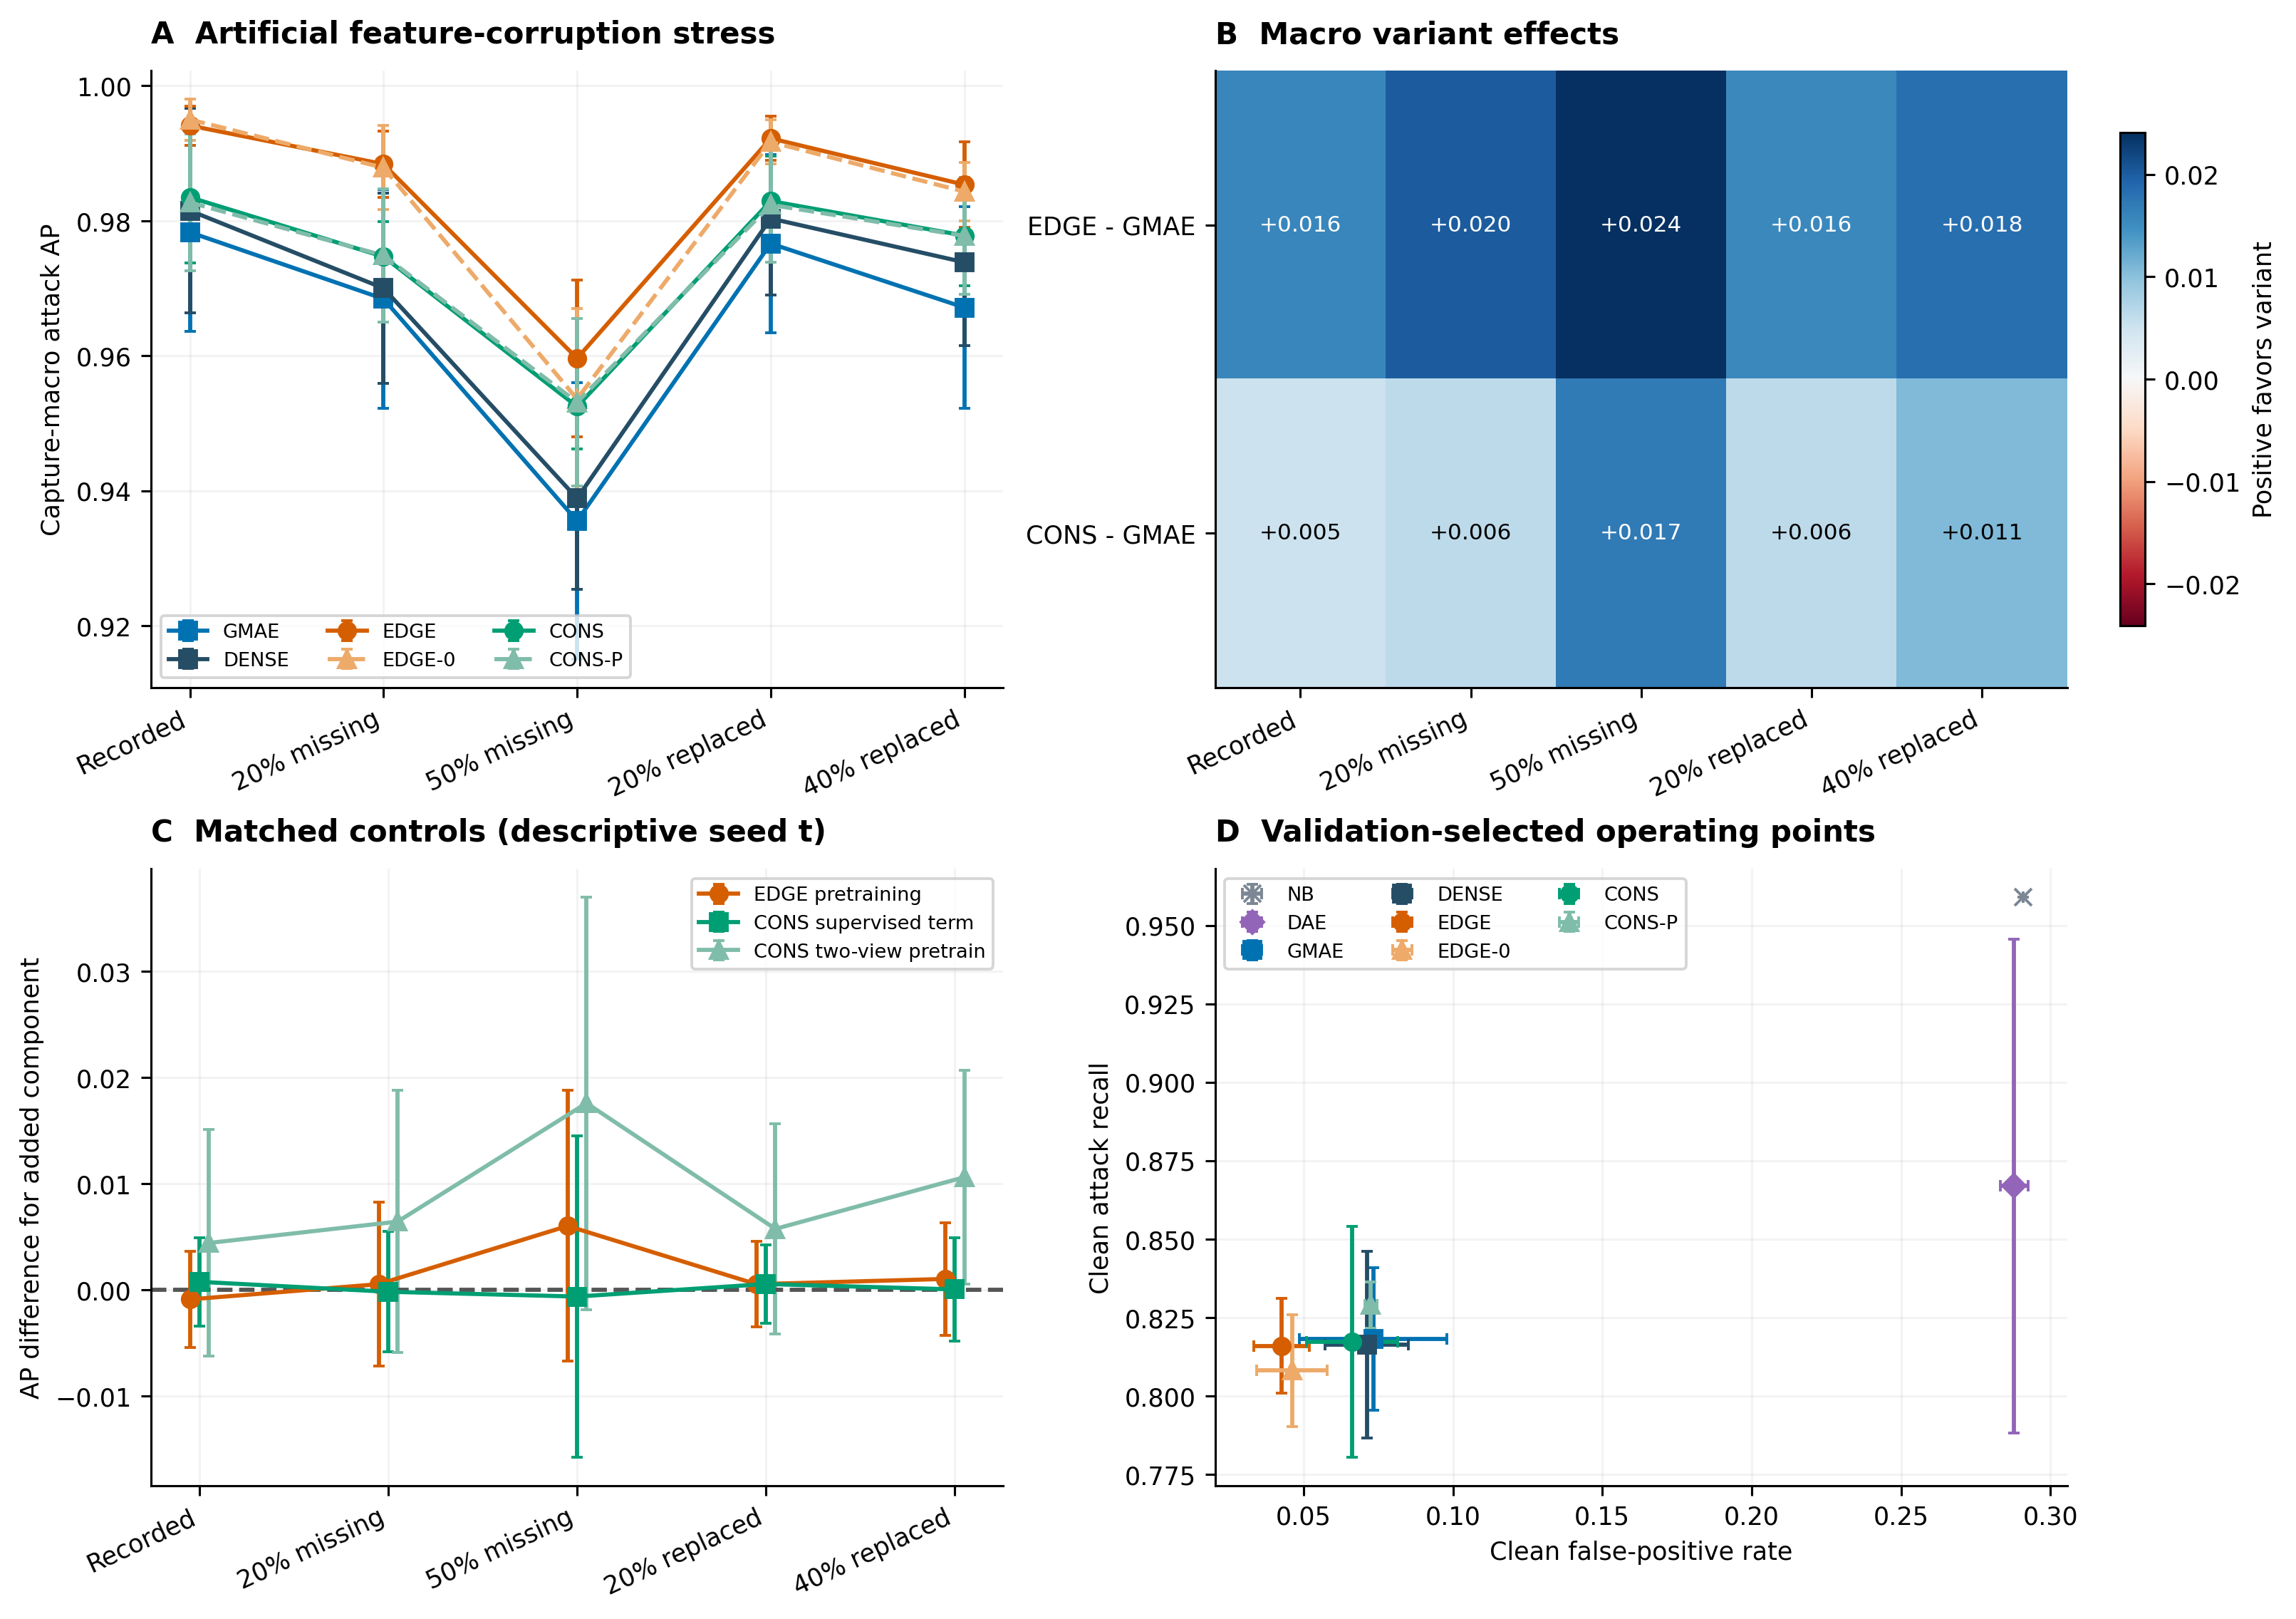 A Artificial feature-corruption stress
Capture-macro attack AP
1.00
0.98
0.96
0.94
0.92
GMAE
DENSE
EDGE
EDGE-0
CONS
CONS-P
Recorded
20% missing
50% missing
20% replaced
40% replaced
B Macro variant effects
EDGE - GMAE
CONS - GMAE
+0.016
+0.020
+0.024
+0.016
+0.018
+0.005
+0.006
+0.017
+0.006
+0.011
Recorded
20% missing
50% missing
20% replaced
40% replaced
0.02
0.01
0.00
−0.01
−0.02
Positive favors variant
C Matched controls (descriptive seed t)
AP difference for added component
0.03
0.02
0.01
0.00
−0.01
EDGE pretraining
CONS supervised term
CONS two-view pretrain
Recorded
20% missing
50% missing
20% replaced
40% replaced
D Validation-selected operating points
Clean attack recall
0.950
0.925
0.900
0.875
0.850
0.825
0.800
0.775
NB
DAE
GMAE
DENSE
EDGE
EDGE-0
CONS
CONS-P
0.05
0.10
0.15
0.20
0.25
0.30
Clean false-positive rate